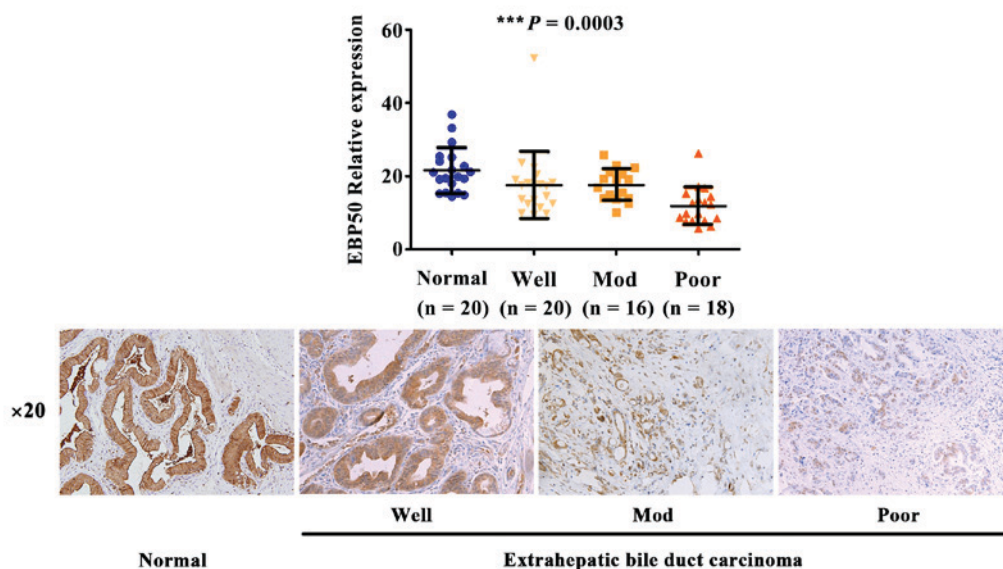 *** P = 0.0003
EBP50 Relative expression
60
40
20
0
Normal Well Mod Poor
(n = 20) (n = 20) (n = 16) (n = 18)
×20
Well Mod Poor
Normal Extrahepatic bile duct carcinoma